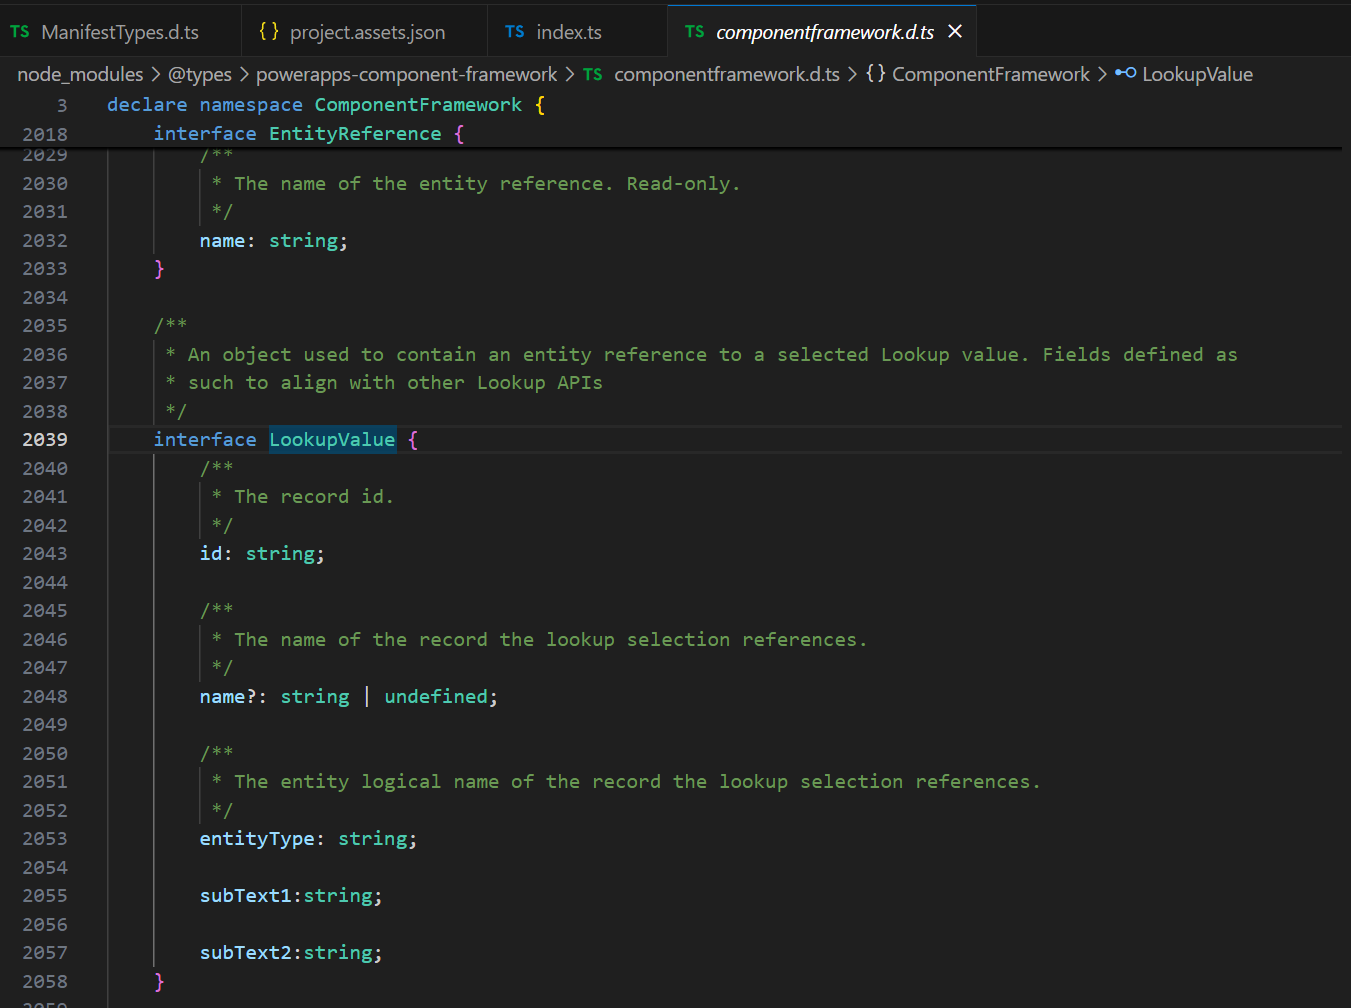 TS ManifestTypes.d.ts {} project.assets.json TS index.ts TS componentframework.d.ts
node_modules > @types > powerapps-component-framework > TS componentframework.d.ts > {} ComponentFramework > LookupValue
3 declare namespace ComponentFramework {
2018 interface EntityReference {
2029 /**
2030 * The name of the entity reference. Read-only.
2031 */
2032 name: string;
2033 }
2034
2035 /**
2036 * An object used to contain an entity reference to a selected Lookup value. Fields defined as
2037 * such to align with other Lookup APIs
2038 */
2039 interface LookupValue {
2040 /**
2041 * The record id.
2042 */
2043 id: string;
2044
2045 /**
2046 * The name of the record the lookup selection references.
2047 */
2048 name?: string | undefined;
2049
2050 /**
2051 * The entity logical name of the record the lookup selection references.
2052 */
2053 entityType: string;
2054
2055 subText1:string;
2056
2057 subText2:string;
2058 }
2059